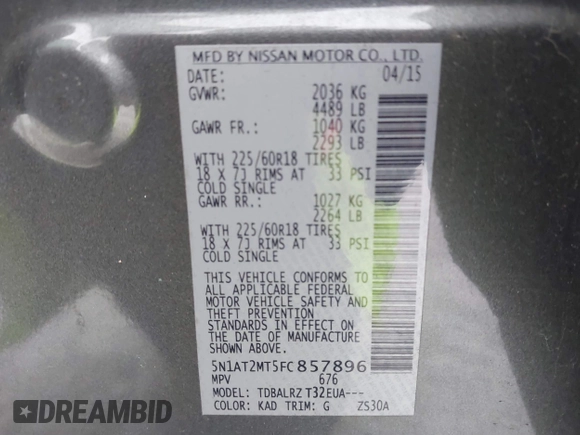 MFD BY NISSAN MOTOR CO., LTD.
DATE: 04/15
GVWR: 2036 KG
4489 LB
GAWR FR.: 1040 KG
2293 LB
WITH 225/60R18 TIRES
18 X 7J RIMS AT 33 PSI
COLD SINGLE
GAWR RR.: 1027 KG
2264 LB
WITH 225/60R18 TIRES
18 X 7J RIMS AT 33 PSI
COLD SINGLE
THIS VEHICLE CONFORMS TO
ALL APPLICABLE FEDERAL
MOTOR VEHICLE SAFETY AND
THEFT PREVENTION
STANDARDS IN EFFECT ON
THE DATE OF MANUFACTURE
SHOWN ABOVE.
5N1AT2MT5FC857896
MPV 676
MODEL: TDBALRZ T32EUA---
COLOR: KAD TRIM: G ZS30A